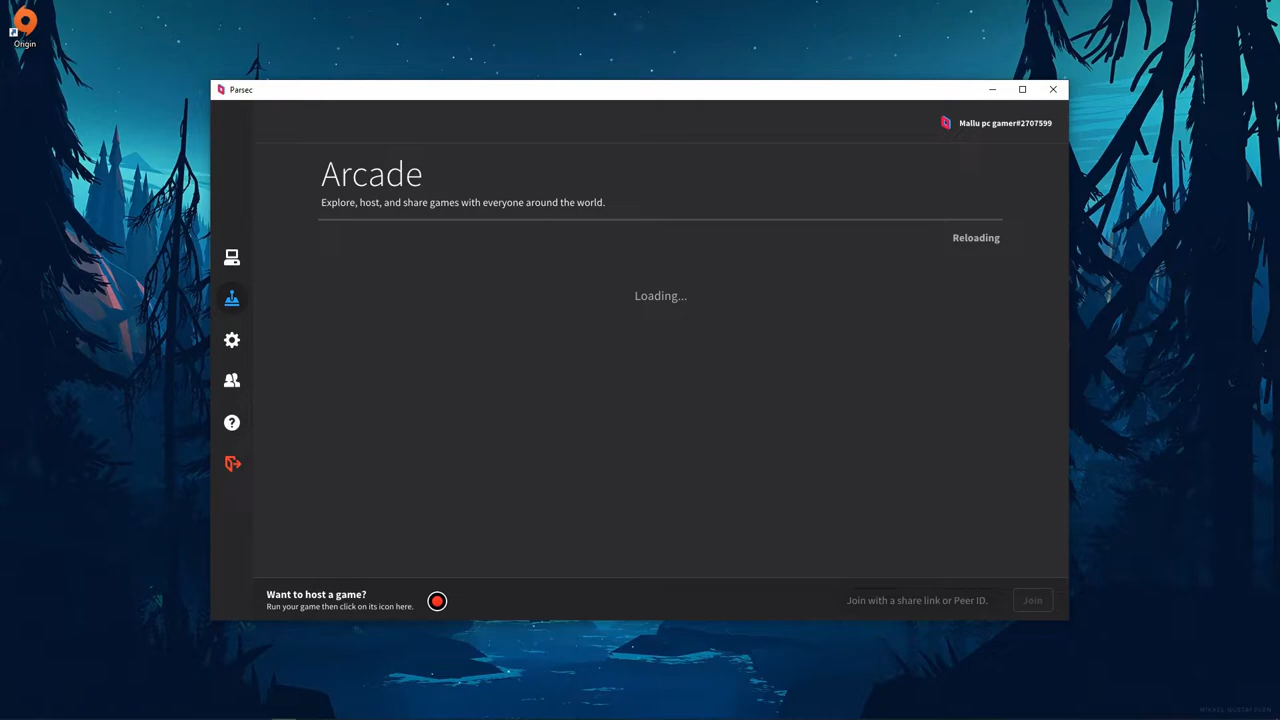 Origin
Parsec
Mallu pc gamer#2707599
Arcade
Explore, host, and share games with everyone around the world.
Reloading
Loading...
Want to host a game?
Run your game then click on its icon here.
Join with a share link or Peer ID.
Join
MIKAEL GUSTAFSSON